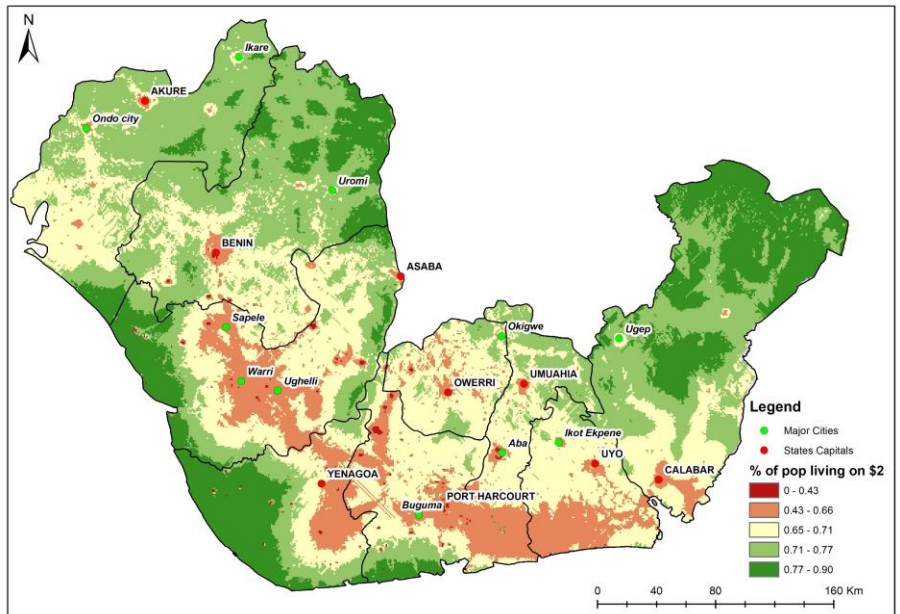 N
Ikare
AKURE
Ondo city
Uromi
BENIN
ASABA
Sapele
Okigwe
Ugep
Warri
Ughelli
OWERRI
UMUAHIA
Aba
Ikot Ekpene
UYO
CALABAR
YENAGOA
Buguma
PORT HARCOURT
Legend
Major Cities
States Capitals
% of pop living on $2
0 - 0.43
0.43 - 0.66
0.65 - 0.71
0.71 - 0.77
0.77 - 0.90
0 40 80 160 Km